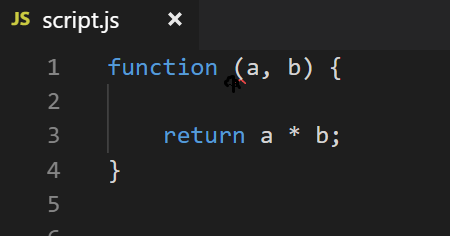 JS script.js ×
1 function (a, b) {
2
3 return a * b;
4 }
5